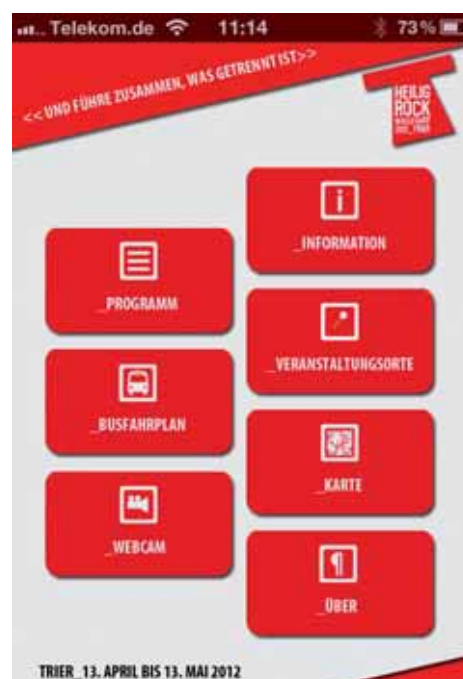 Telekom.de 11:14 73%
<< UND FÜHRE ZUSAMMEN, WAS GETRENNT IST>>
HEILIG
ROCK
i
_INFORMATION
_PROGRAMM
_VERANSTALTUNGSORTE
_BUSFAHRPLAN
_KARTE
_WEBCAM
¶
_ÜBER
TRIER_13. APRIL BIS 13. MAI 2012